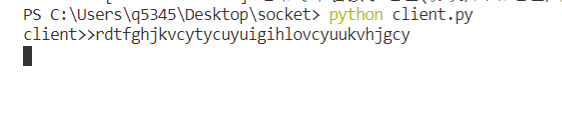 PS C:\Users\q5345\Desktop\socket> python client.py
client>>rdtfghjkvcytycuyuigihlovcyuukvhjgcy